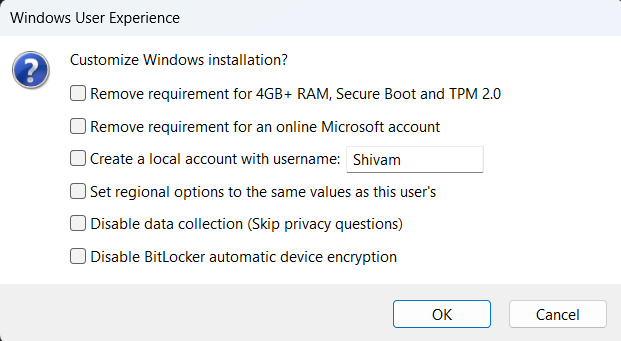 Windows User Experience
Customize Windows installation?
Remove requirement for 4GB+ RAM, Secure Boot and TPM 2.0
Remove requirement for an online Microsoft account
Create a local account with username: Shivam
Set regional options to the same values as this user's
Disable data collection (Skip privacy questions)
Disable BitLocker automatic device encryption
OK Cancel